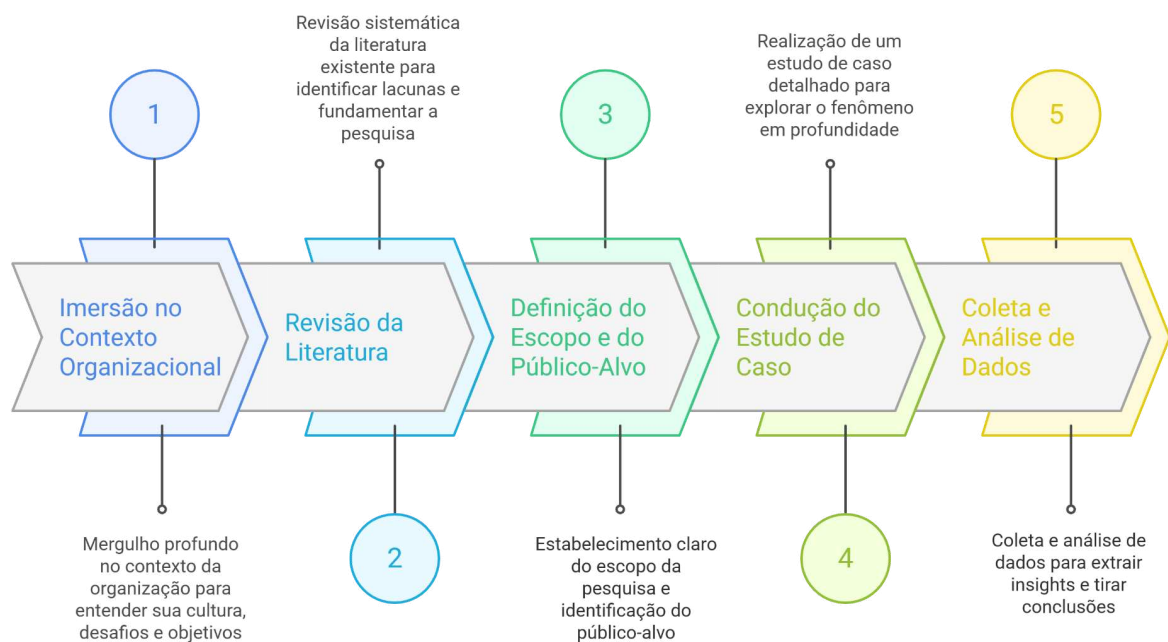 1
Imersão no
Contexto
Organizacional
Mergulho profundo
no contexto da
organização para
entender sua cultura,
desafios e objetivos
Revisão sistemática
da literatura
existente para
identificar lacunas e
fundamentar a
pesquisa
Revisão da
Literatura
2
3
Definição do
Escopo e do
Público-Alvo
Estabelecimento claro
do escopo da
pesquisa e
identificação do
público-alvo
Realização de um
estudo de caso
detalhado para
explorar o fenômeno
em profundidade
Condução do
Estudo de
Caso
4
5
Coleta e
Análise de
Dados
Coleta e análise de
dados para extrair
insights e tirar
conclusões